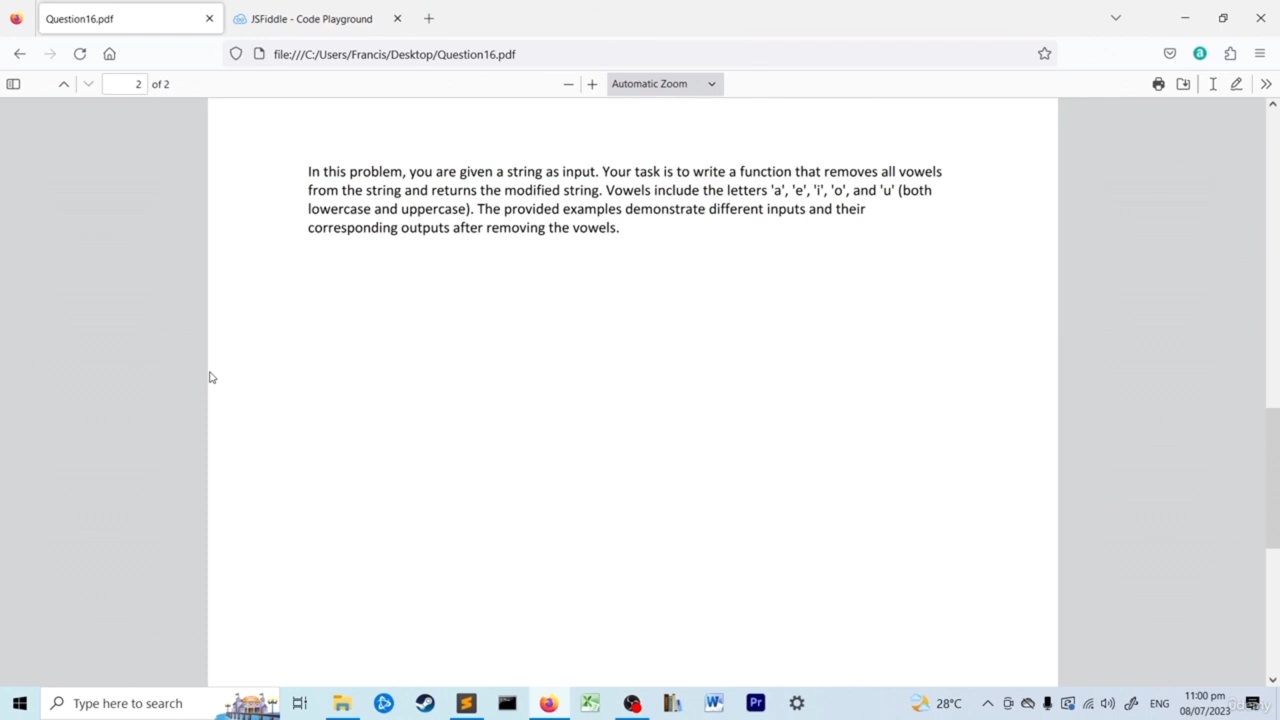 Question16.pdf
JSFiddle - Code Playground
file:///C:/Users/Francis/Desktop/Question16.pdf
2 of 2
Automatic Zoom
In this problem, you are given a string as input. Your task is to write a function that removes all vowels
from the string and returns the modified string. Vowels include the letters 'a', 'e', 'i', 'o', and 'u' (both
lowercase and uppercase). The provided examples demonstrate different inputs and their
corresponding outputs after removing the vowels.
Type here to search
28°C
ENG
11:00 pm
08/07/2023
ûdemy